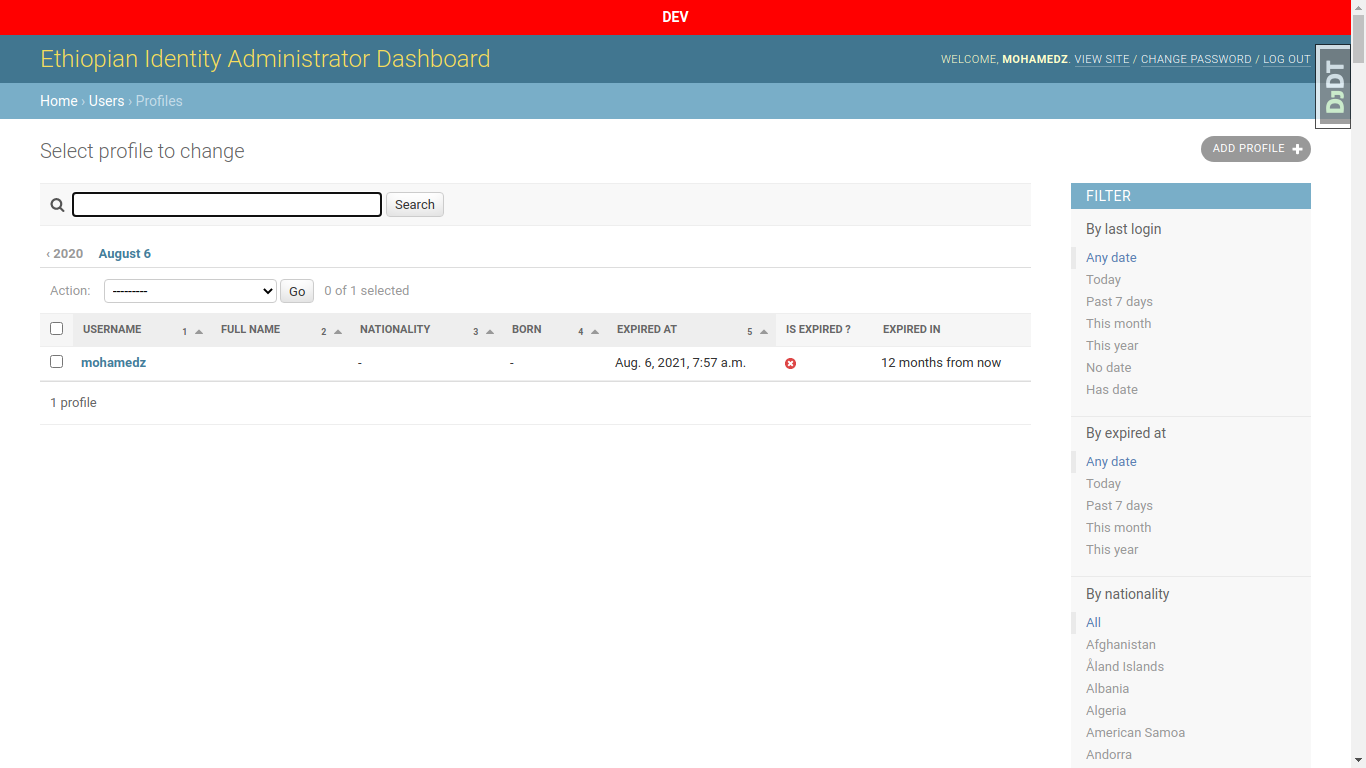 DEV
Ethiopian Identity Administrator Dashboard
WELCOME, MOHAMEDZ. VIEW SITE / CHANGE PASSWORD / LOG OUT
DJDT
Home › Users › Profiles
Select profile to change
ADD PROFILE
Search
‹ 2020 August 6
Action: --------- Go 0 of 1 selected
USERNAME 1 FULL NAME 2 NATIONALITY 3 BORN 4 EXPIRED AT 5 IS EXPIRED ? EXPIRED IN
mohamedz - - Aug. 6, 2021, 7:57 a.m. 12 months from now
1 profile
FILTER
By last login
Any date
Today
Past 7 days
This month
This year
No date
Has date
By expired at
Any date
Today
Past 7 days
This month
This year
By nationality
All
Afghanistan
Åland Islands
Albania
Algeria
American Samoa
Andorra